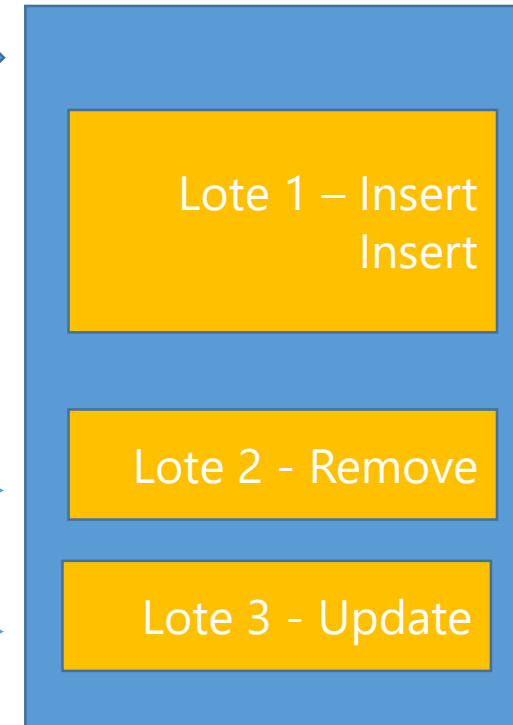 Lote 1 – Insert
Insert
Lote 2 - Remove
Lote 3 - Update